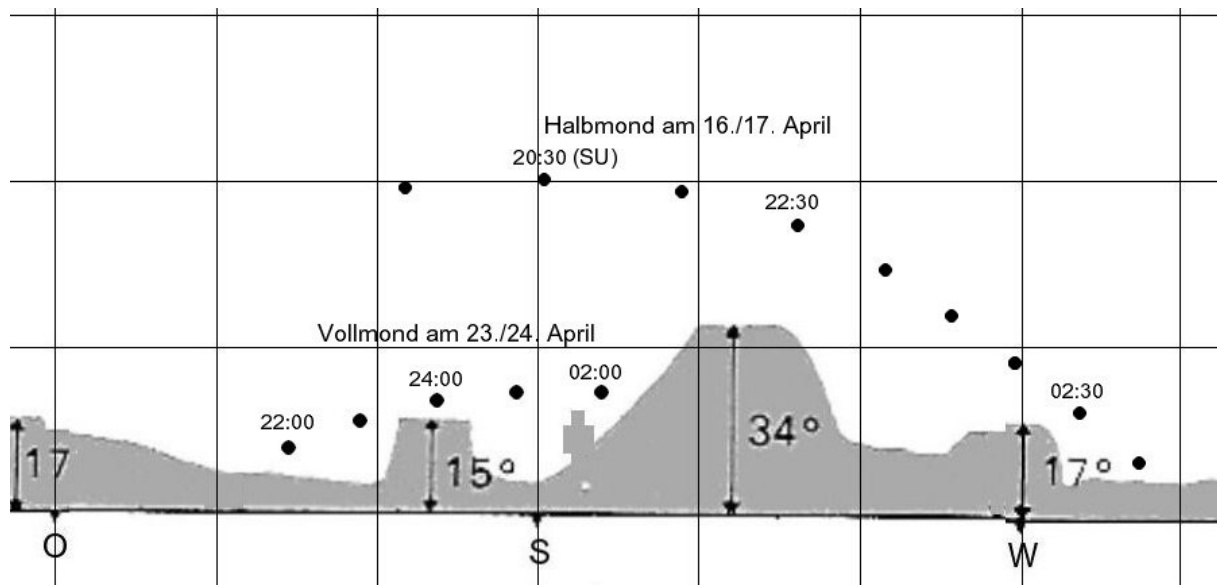 Halbmond am 16./17. April
20:30 (SU)
22:30
Vollmond am 23./24. April
24:00
02:00
02:30
22:00
34°
17
15°
17°
O
S
W